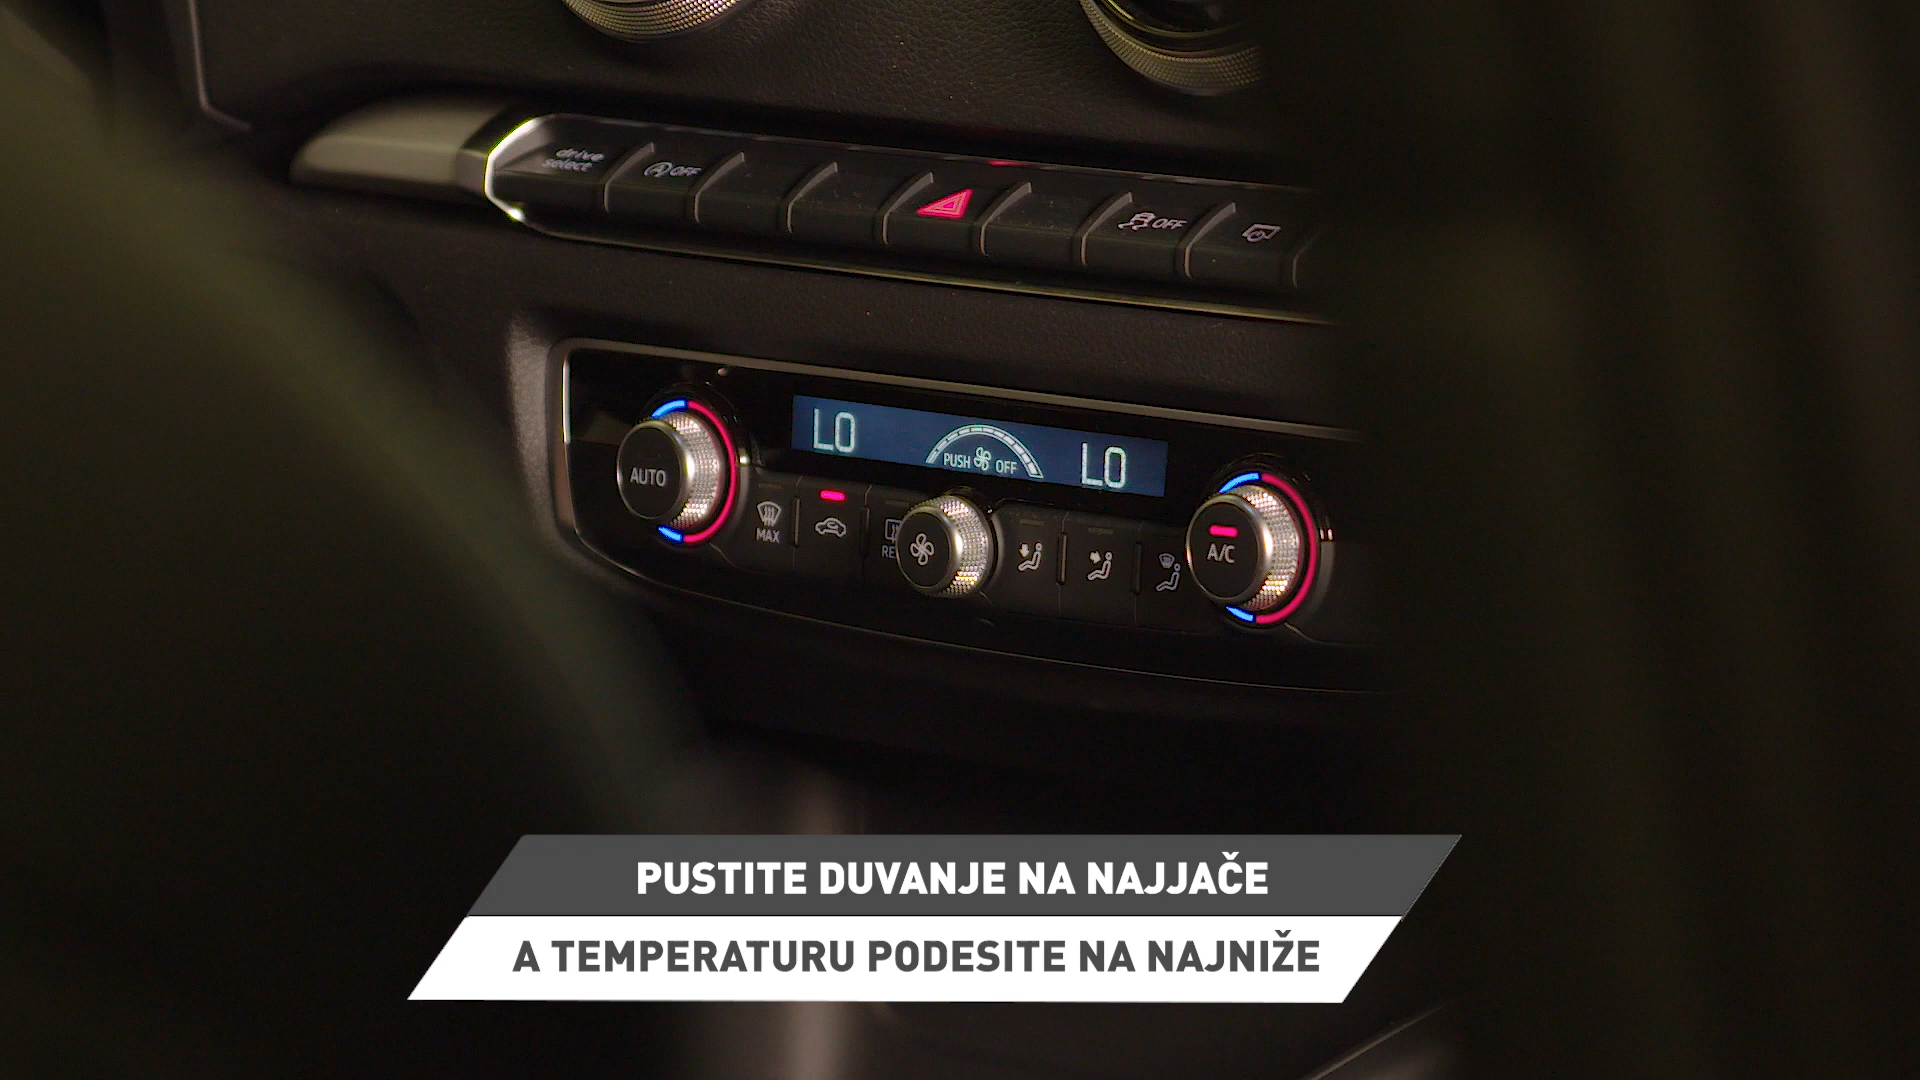 drive
select
OFF
OFF
LO
PUSH OFF
LO
AUTO
MAX
A/C
PUSTITE DUVANJE NA NAJJAČE
A TEMPERATURU PODESITE NA NAJNIŽE